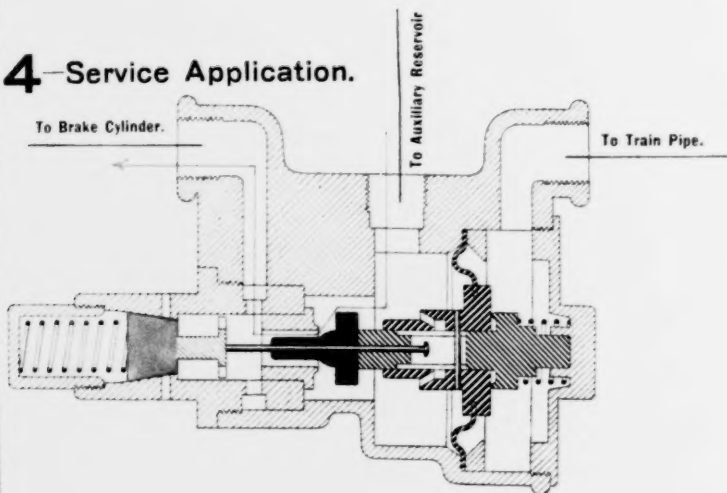 4—Service Application.
To Brake Cylinder.
To Auxiliary Reservoir
To Train Pipe.